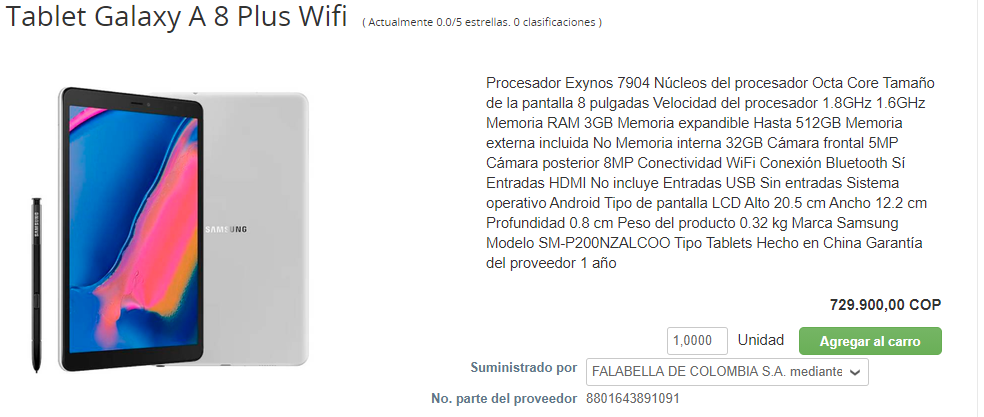 Tablet Galaxy A 8 Plus Wifi ( Actualmente 0.0/5 estrellas. 0 clasificaciones )
Procesador Exynos 7904 Núcleos del procesador Octa Core Tamaño
de la pantalla 8 pulgadas Velocidad del procesador 1.8GHz 1.6GHz
Memoria RAM 3GB Memoria expandible Hasta 512GB Memoria
externa incluida No Memoria interna 32GB Cámara frontal 5MP
Cámara posterior 8MP Conectividad WiFi Conexión Bluetooth Sí
Entradas HDMI No incluye Entradas USB Sin entradas Sistema
operativo Android Tipo de pantalla LCD Alto 20.5 cm Ancho 12.2 cm
Profundidad 0.8 cm Peso del producto 0.32 kg Marca Samsung
Modelo SM-P200NZALCOO Tipo Tablets Hecho en China Garantía
del proveedor 1 año
SAMSUNG
SAMSUNG
729.900,00 COP
1,0000 Unidad Agregar al carro
Suministrado por FALABELLA DE COLOMBIA S.A. mediante
No. parte del proveedor 8801643891091